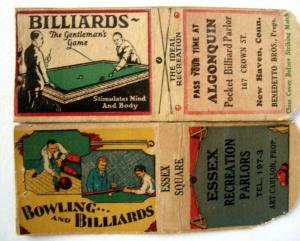 BILLIARDS~
The Gentleman's
Game
Stimulates Mind
And Body
THE IDEAL
RECREATION
PASS YOUR TIME AT
ALGONQUIN
Pocket Billiard Parlor
167 CROWN ST.
New Haven, Conn.
BENEDETTO BROS., Props.
Close Cover Before Striking Match
BOWLING...
AND BILLIARDS
ESSEX
SQUARE
ESSEX
RECREATION
PARLORS
TEL. 197-3
ART CARLSON, PROP.